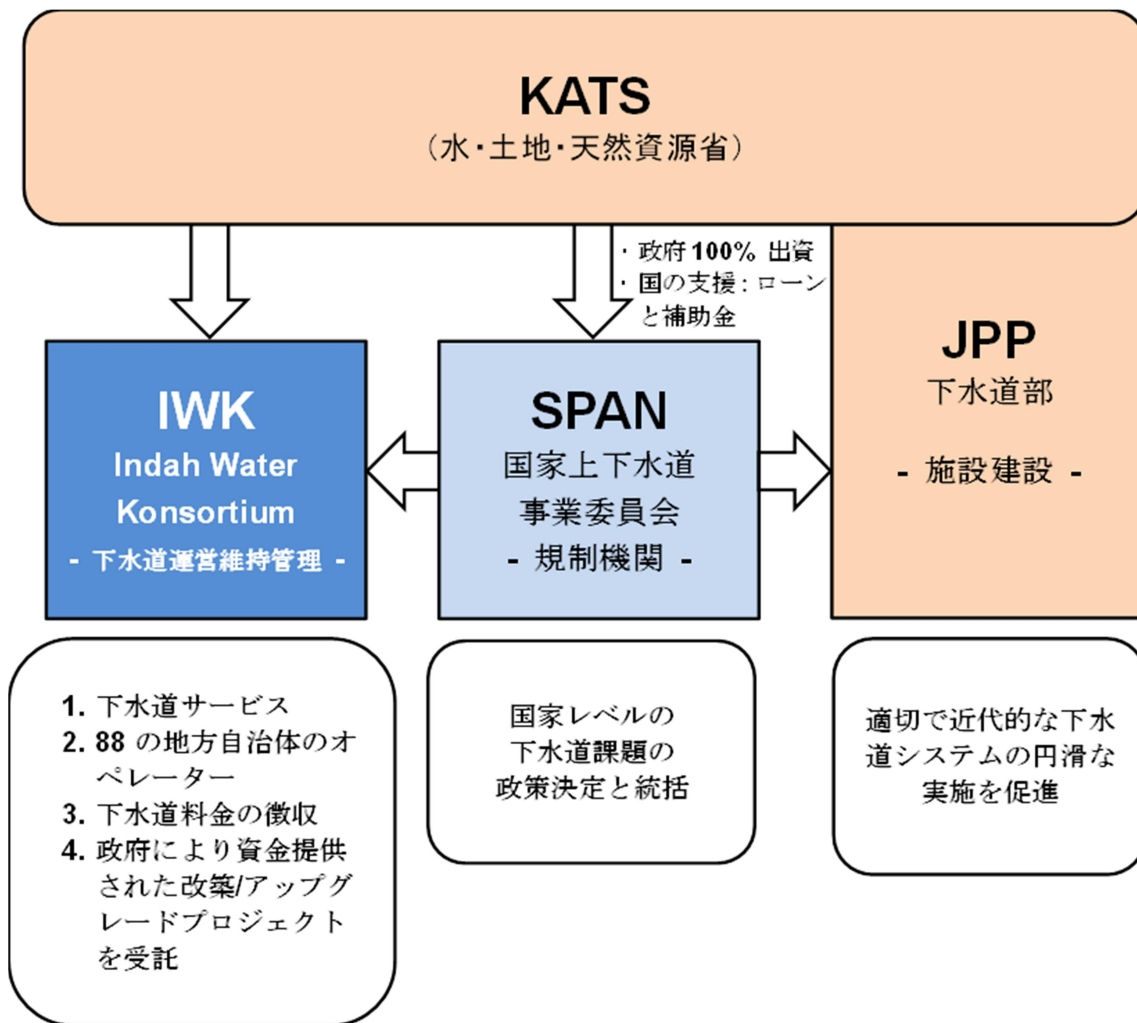 KATS
(水・土地・天然資源省)
・政府100% 出資
・国の支援:ローン
と補助金
IWK
Indah Water
Konsortium
- 下水道運営維持管理 -
SPAN
国家上下水道
事業委員会
- 規制機関 -
JPP
下水道部
- 施設建設 -
1. 下水道サービス
2. 88 の地方自治体のオ
ペレーター
3. 下水道料金の徴収
4. 政府により資金提供
された改築/アップグ
レードプロジェクト
を受託
国家レベルの
下水道課題の
政策決定と統括
適切で近代的な下水
道システムの円滑な
実施を促進